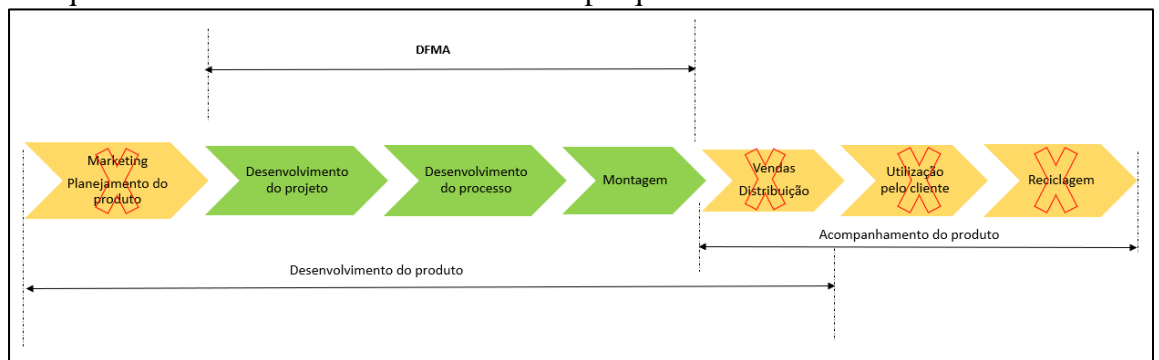 DFMA
Marketing
Planejamento do
produto
Desenvolvimento
do projeto
Desenvolvimento
do processo
Montagem
Vendas
Distribuição
Utilização
pelo cliente
Reciclagem
Acompanhamento do produto
Desenvolvimento do produto